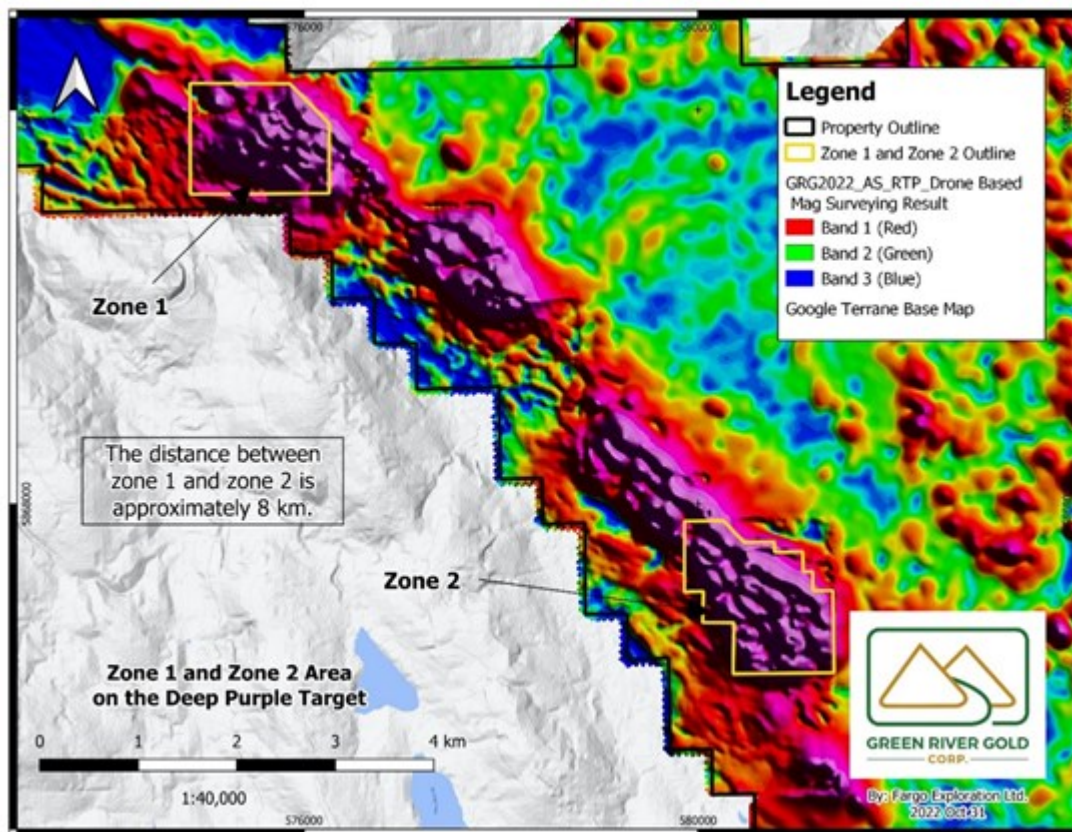 576000
580000
Legend
Property Outline
Zone 1 and Zone 2 Outline
GRG2022_AS_RTP_Drone Based
Mag Surveying Result
Band 1 (Red)
Band 2 (Green)
Band 3 (Blue)
Google Terrane Base Map
Zone 1
The distance between
zone 1 and zone 2 is
approximately 8 km.
5868000
Zone 2
Zone 1 and Zone 2 Area
on the Deep Purple Target
0 1 2 3 4 km
1:40,000
GREEN RIVER GOLD
CORP.
By: Fargo Exploration Ltd.
2022 Oct 31
576000
580000